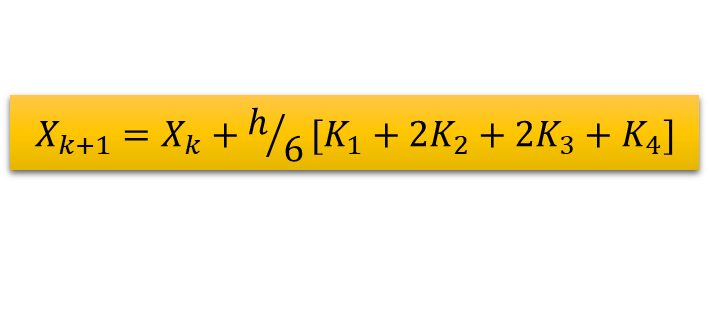 X_{k+1} = X_k + h/6 [K_1 + 2K_2 + 2K_3 + K_4]